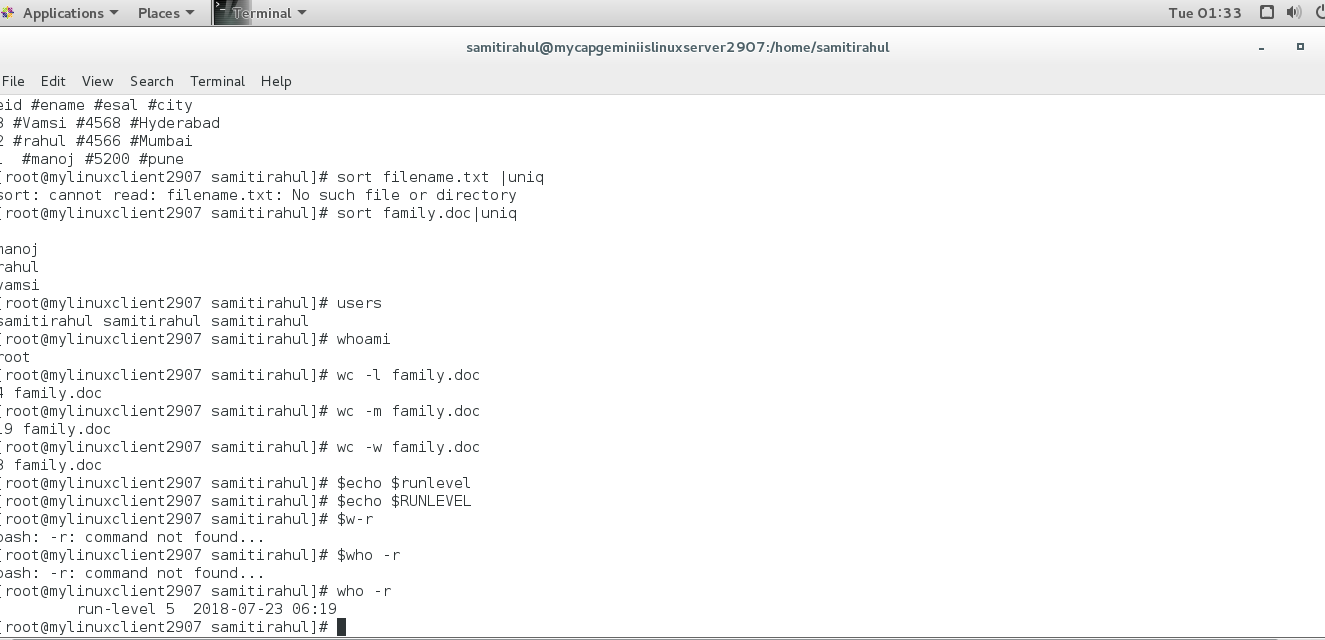 Applications Places Terminal Tue 01:33
samitirahul@mycapgeminiislinuxserver2907:/home/samitirahul
File Edit View Search Terminal Help
eid #ename #esal #city
3 #Vamsi #4568 #Hyderabad
2 #rahul #4566 #Mumbai
#manoj #5200 #pune
[root@mylinuxclient2907 samitirahul]# sort filename.txt |uniq
sort: cannot read: filename.txt: No such file or directory
[root@mylinuxclient2907 samitirahul]# sort family.doc|uniq
manoj
rahul
vamsi
[root@mylinuxclient2907 samitirahul]# users
samitirahul samitirahul samitirahul
[root@mylinuxclient2907 samitirahul]# whoami
root
[root@mylinuxclient2907 samitirahul]# wc -l family.doc
4 family.doc
[root@mylinuxclient2907 samitirahul]# wc -m family.doc
19 family.doc
[root@mylinuxclient2907 samitirahul]# wc -w family.doc
3 family.doc
[root@mylinuxclient2907 samitirahul]# $echo $runlevel
[root@mylinuxclient2907 samitirahul]# $echo $RUNLEVEL
[root@mylinuxclient2907 samitirahul]# $w-r
bash: -r: command not found...
[root@mylinuxclient2907 samitirahul]# $who -r
bash: -r: command not found...
[root@mylinuxclient2907 samitirahul]# who -r
run-level 5 2018-07-23 06:19
[root@mylinuxclient2907 samitirahul]#